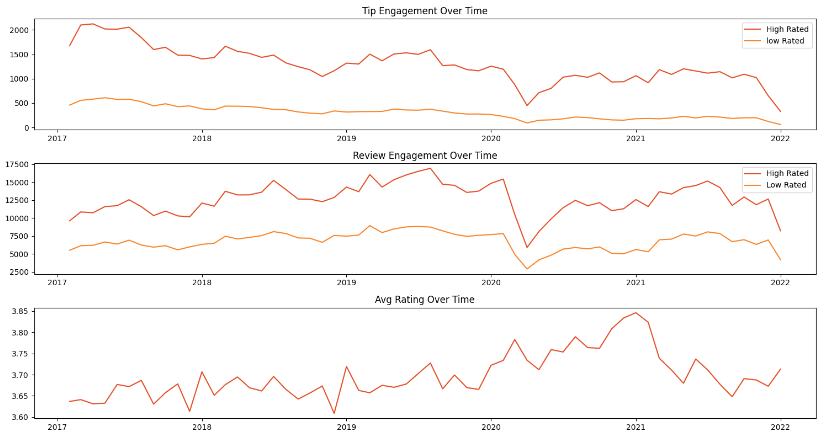 Tip Engagement Over Time
2000
1500
1000
500
0
High Rated
low Rated
2017 2018 2019 2020 2021 2022
Review Engagement Over Time
17500
15000
12500
10000
7500
5000
2500
High Rated
Low Rated
2017 2018 2019 2020 2021 2022
Avg Rating Over Time
3.85
3.80
3.75
3.70
3.65
3.60
2017 2018 2019 2020 2021 2022